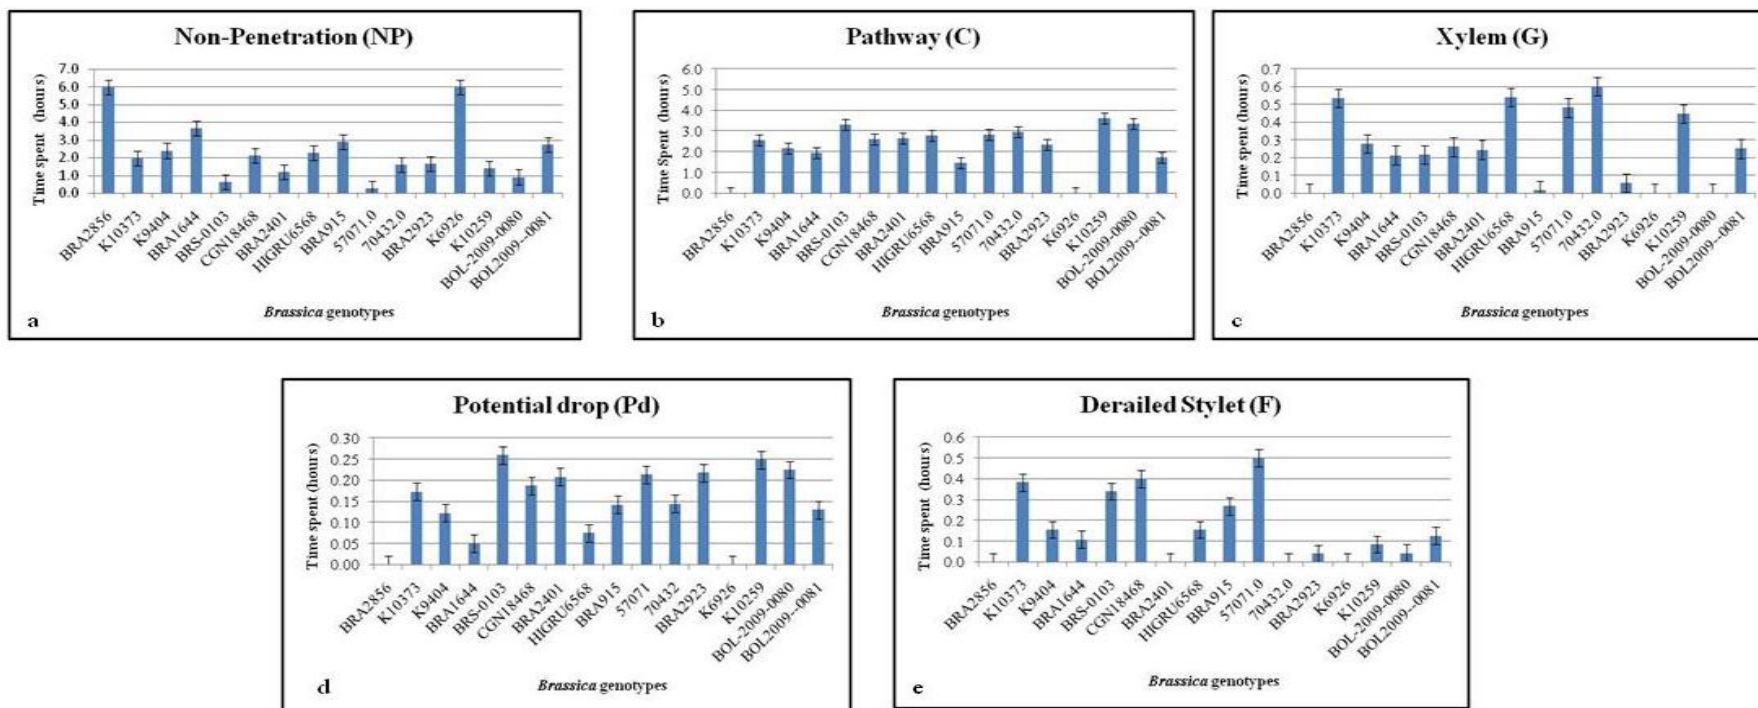 Non-Penetration (NP)
Time spent (hours)
7.0
6.0
5.0
4.0
3.0
2.0
1.0
0.0
BRA2856
K10373
K9404
BRA1644
BRS-0103
CGN18468
BRA2401
HIGRU6568
BRA915
57071.0
70432.0
BRA2923
K6926
K10259
BOL-2009-0080
BOL2009--0081
Brassica genotypes
a
Pathway (C)
Time Spent (hours)
6.0
5.0
4.0
3.0
2.0
1.0
0.0
BRA2856
K10373
K9404
BRA1644
BRS-0103
CGN18468
BRA2401
HIGRU6568
BRA915
57071.0
70432.0
BRA2923
K6926
K10259
BOL-2009-0080
BOL2009--0081
Brassica genotypes
b
Xylem (G)
Time spent (hours)
0.7
0.6
0.5
0.4
0.3
0.2
0.1
0.0
BRA2856
K10373
K9404
BRA1644
BRS-0103
CGN18468
BRA2401
HIGRU6568
BRA915
57071.0
70432.0
BRA2923
K6926
K10259
BOL-2009-0080
BOL2009--0081
Brassica genotypes
c
Potential drop (Pd)
Time spent (hours)
0.30
0.25
0.20
0.15
0.10
0.05
0.00
BRA2856
K10373
K9404
BRA1644
BRS-0103
CGN18468
BRA2401
HIGRU6568
BRA915
57071
70432
BRA2923
K6926
K10259
BOL-2009-0080
BOL2009--0081
Brassica genotypes
d
Derailed Stylet (F)
Time spent (hours)
0.6
0.5
0.4
0.3
0.2
0.1
0.0
BRA2856
K10373
K9404
BRA1644
BRS-0103
CGN18468
BRA2401
HIGRU6568
BRA915
57071.0
70432.0
BRA2923
K6926
K10259
BOL-2009-0080
BOL2009--0081
Brassica genotypes
e